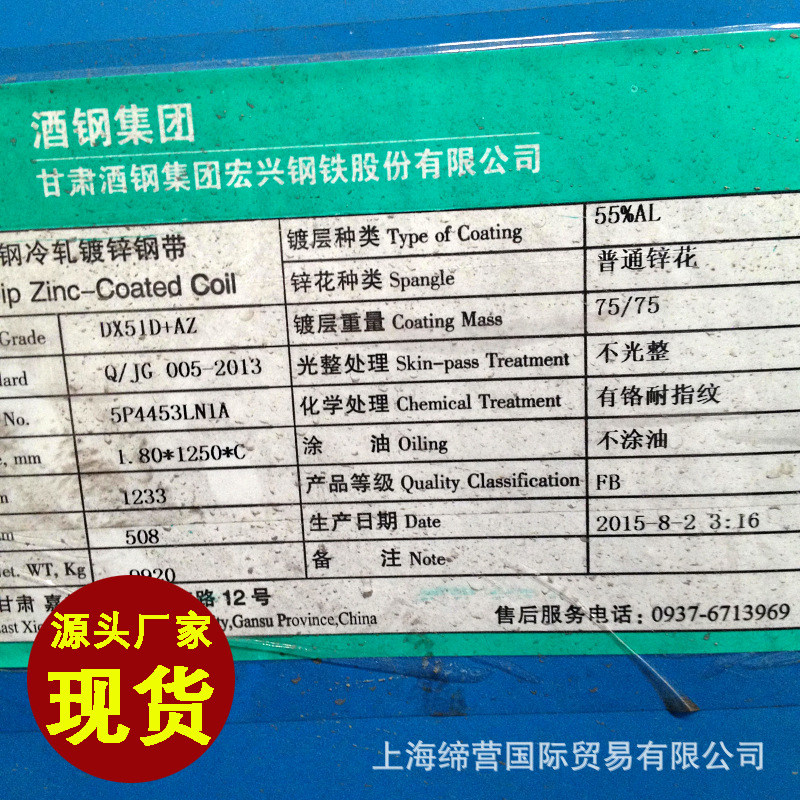 酒钢集团
甘肃酒钢集团宏兴钢铁股份有限公司
钢冷轧镀锌钢带
ip Zinc-Coated Coil
镀层种类 Type of Coating 55%AL
锌花种类 Spangle 普通锌花
Grade DX51D+AZ 镀层重量 Coating Mass 75/75
dard Q/JG 005-2013 光整处理 Skin-pass Treatment 不光整
No. 5P4453LN1A 化学处理 Chemical Treatment 有铬耐指纹
e, mm 1.80*1250*C 涂 油 Oiling 不涂油
n 1233 产品等级 Quality Classification FB
m 508 生产日期 Date 2015-8-2 3:16
et. WT, Kg 9920 备 注 Note
甘肃 嘉 路12号 售后服务电话:0937-6713969
ast Xi ty,Gansu Province,China
源头厂家
现货
上海缔营国际贸易有限公司